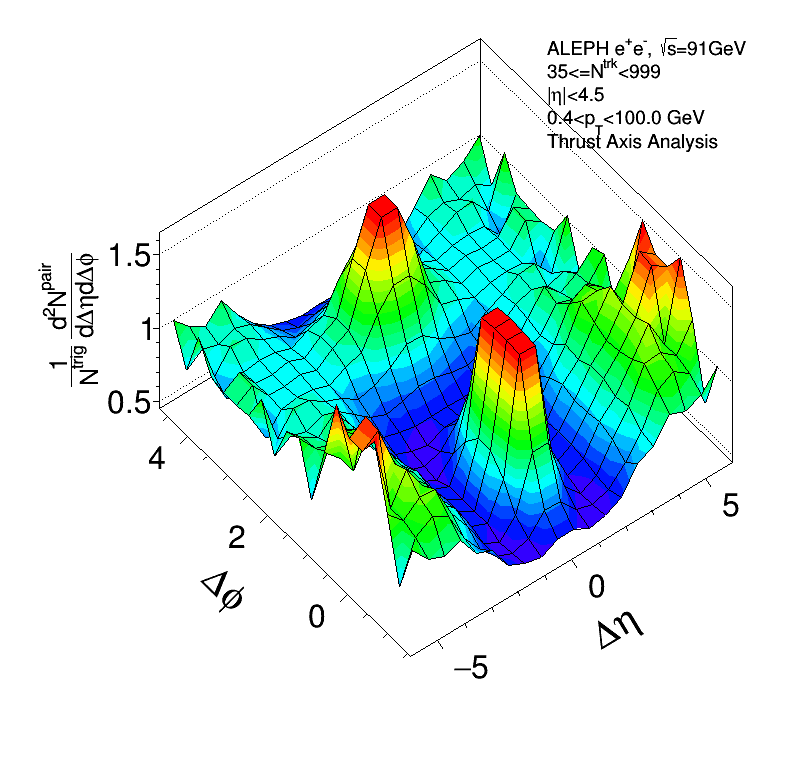 ALEPH e⁺e⁻, √s=91GeV
35<=Nᵗʳᵏ<999
|η|<4.5
0.4<p_T<100.0 GeV
Thrust Axis Analysis
1.5
1
0.5
1/N^trig d²N^pair/dΔηdΔϕ
4
2
0
Δϕ
−5
0
5
Δη